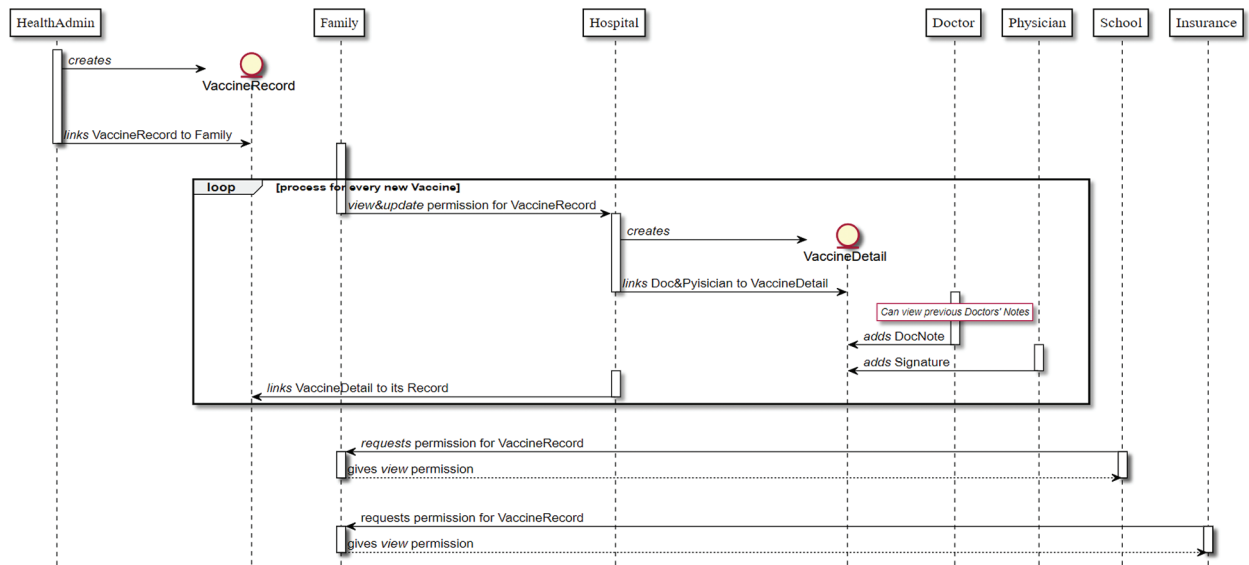 HealthAdmin Family Hospital Doctor Physician School Insurance
creates
VaccineRecord
links VaccineRecord to Family
loop [process for every new Vaccine]
view&update permission for VaccineRecord
creates
VaccineDetail
links Doc&Pyisician to VaccineDetail
Can view previous Doctors' Notes
adds DocNote
adds Signature
links VaccineDetail to its Record
requests permission for VaccineRecord
gives view permission
requests permission for VaccineRecord
gives view permission